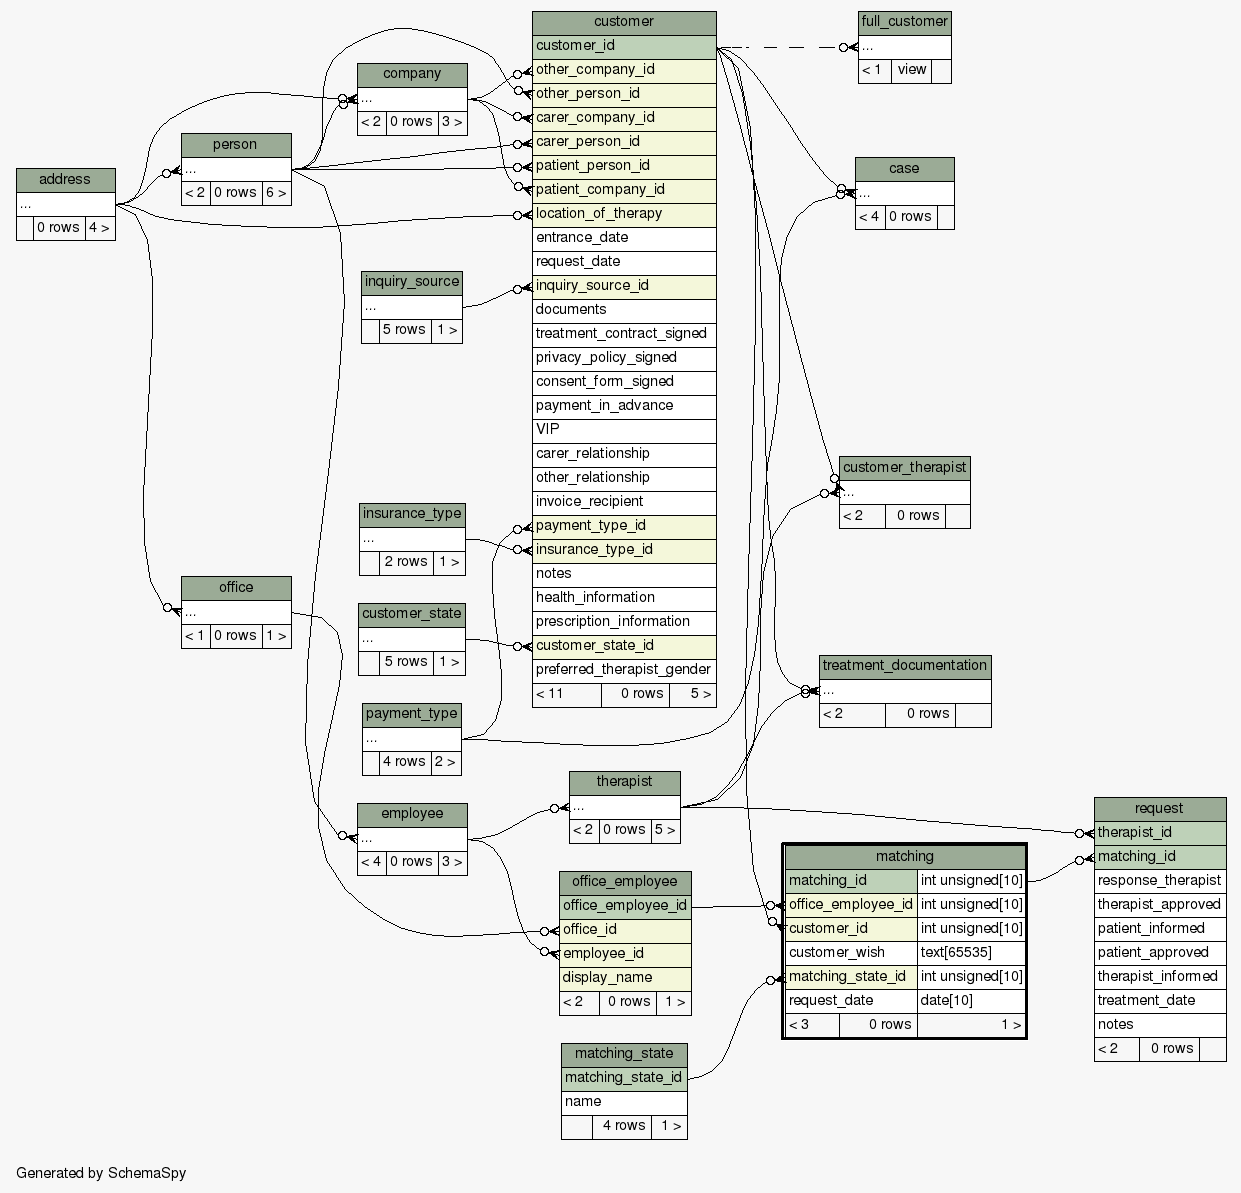 customer
customer_id
other_company_id
other_person_id
carer_company_id
carer_person_id
patient_person_id
patient_company_id
location_of_therapy
entrance_date
request_date
inquiry_source_id
documents
treatment_contract_signed
privacy_policy_signed
consent_form_signed
payment_in_advance
VIP
carer_relationship
other_relationship
invoice_recipient
payment_type_id
insurance_type_id
notes
health_information
prescription_information
customer_state_id
preferred_therapist_gender
< 11 0 rows 5 >
full_customer
...
< 1 view
company
...
< 2 0 rows 3 >
person
...
< 2 0 rows 6 >
address
...
0 rows 4 >
case
...
< 4 0 rows
inquiry_source
...
5 rows 1 >
customer_therapist
...
< 2 0 rows
insurance_type
...
2 rows 1 >
office
...
< 1 0 rows 1 >
customer_state
...
5 rows 1 >
treatment_documentation
...
< 2 0 rows
payment_type
...
4 rows 2 >
therapist
...
< 2 0 rows 5 >
employee
...
< 4 0 rows 3 >
request
therapist_id
matching_id
response_therapist
therapist_approved
patient_informed
patient_approved
therapist_informed
treatment_date
notes
< 2 0 rows
matching
matching_id int unsigned[10]
office_employee_id int unsigned[10]
customer_id int unsigned[10]
customer_wish text[65535]
matching_state_id int unsigned[10]
request_date date[10]
< 3 0 rows 1 >
office_employee
office_employee_id
office_id
employee_id
display_name
< 2 0 rows 1 >
matching_state
matching_state_id
name
4 rows 1 >
Generated by SchemaSpy